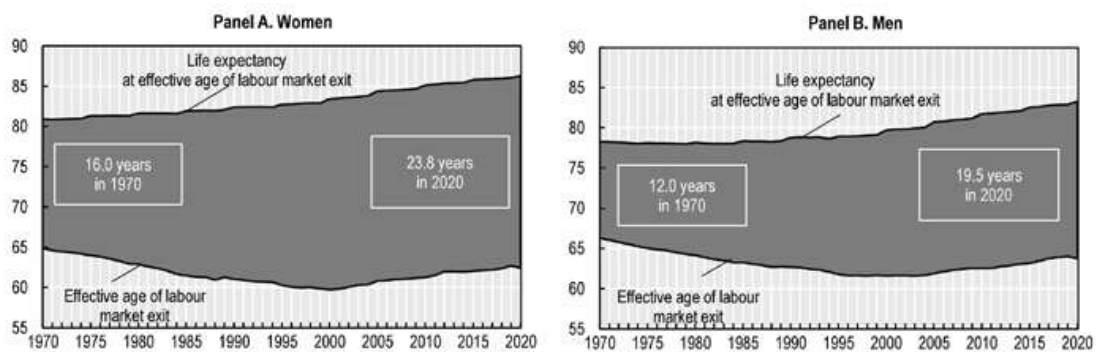 Panel A. Women
90
85
80
75
70
65
60
55
Life expectancy
at effective age of labour market exit
16.0 years
in 1970
23.8 years
in 2020
Effective age of labour
market exit
1970 1975 1980 1985 1990 1995 2000 2005 2010 2015 2020
Panel B. Men
90
85
80
75
70
65
60
55
Life expectancy
at effective age of labour market exit
12.0 years
in 1970
19.5 years
in 2020
Effective age of labour
market exit
1970 1975 1980 1985 1990 1995 2000 2005 2010 2015 2020